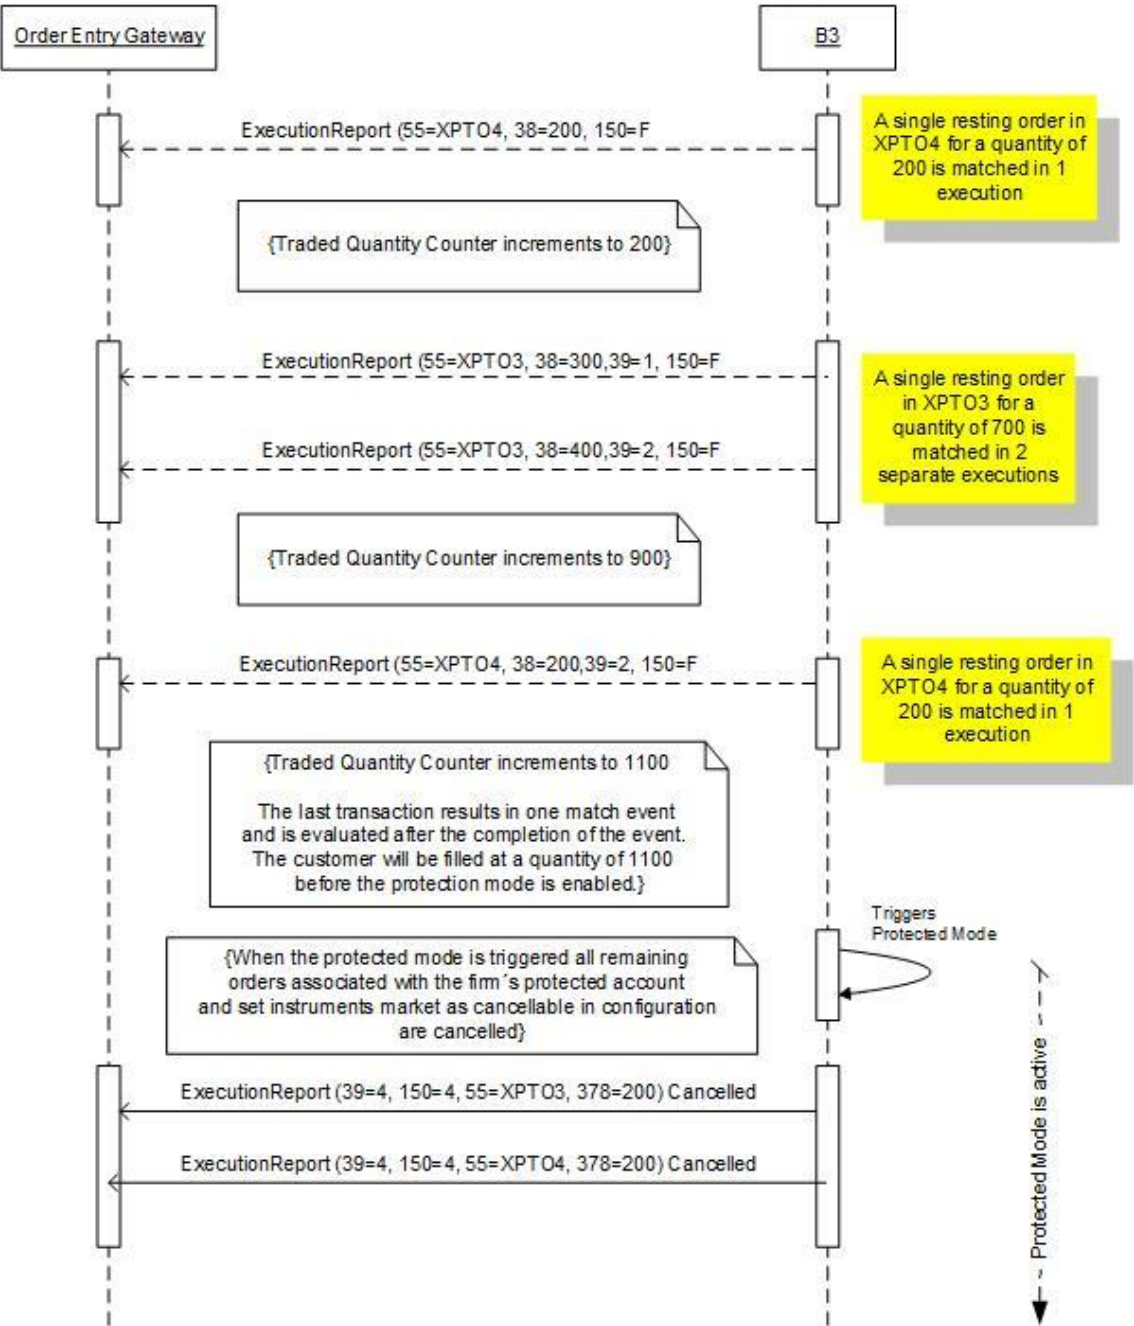 Order Entry Gateway
B3
ExecutionReport (55=XPTO4, 38=200, 150=F
A single resting order in
XPTO4 for a quantity of
200 is matched in 1
execution
{Traded Quantity Counter increments to 200}
ExecutionReport (55=XPTO3, 38=300,39=1, 150=F
ExecutionReport (55=XPTO3, 38=400,39=2, 150=F
A single resting order
in XPTO3 for a
quantity of 700 is
matched in 2
separate executions
{Traded Quantity Counter increments to 900}
ExecutionReport (55=XPTO4, 38=200,39=2, 150=F
A single resting order in
XPTO4 for a quantity of
200 is matched in 1
execution
{Traded Quantity Counter increments to 1100
The last transaction results in one match event
and is evaluated after the completion of the event.
The customer will be filled at a quantity of 1100
before the protection mode is enabled.}
Triggers
Protected Mode
{When the protected mode is triggered all remaining
orders associated with the firm´s protected account
and set instruments market as cancellable in configuration
are cancelled}
ExecutionReport (39=4, 150=4, 55=XPTO3, 378=200) Cancelled
ExecutionReport (39=4, 150=4, 55=XPTO4, 378=200) Cancelled
Protected Mode is active